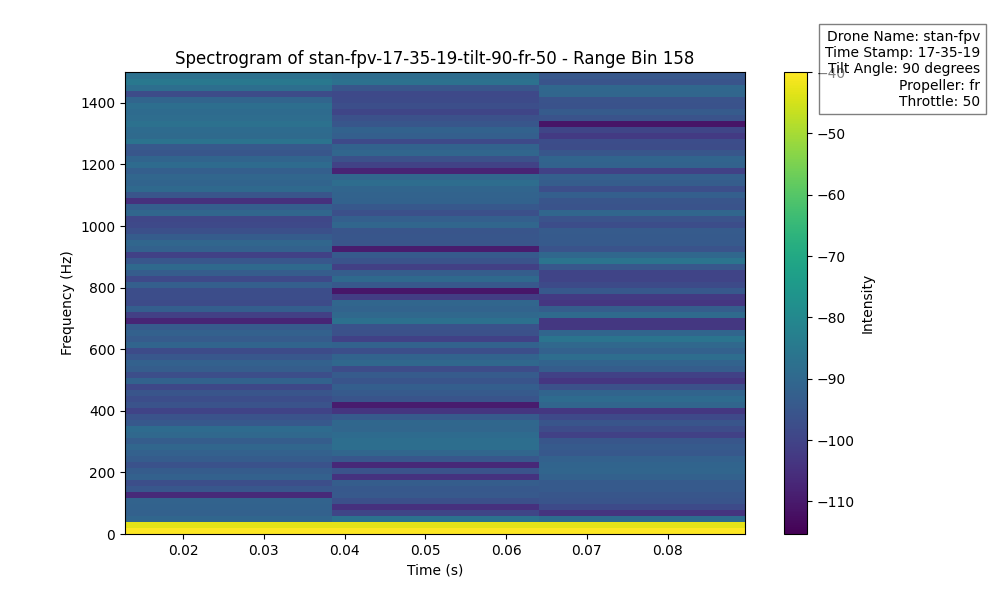 Drone Name: stan-fpv
Time Stamp: 17-35-19
Tilt Angle: 90 degrees
Propeller: fr
Throttle: 50
Spectrogram of stan-fpv-17-35-19-tilt-90-fr-50 - Range Bin 158
1400
1200
1000
800
600
400
200
0
Frequency (Hz)
0.02 0.03 0.04 0.05 0.06 0.07 0.08
Time (s)
−40
−50
−60
−70
−80
−90
−100
−110
Intensity